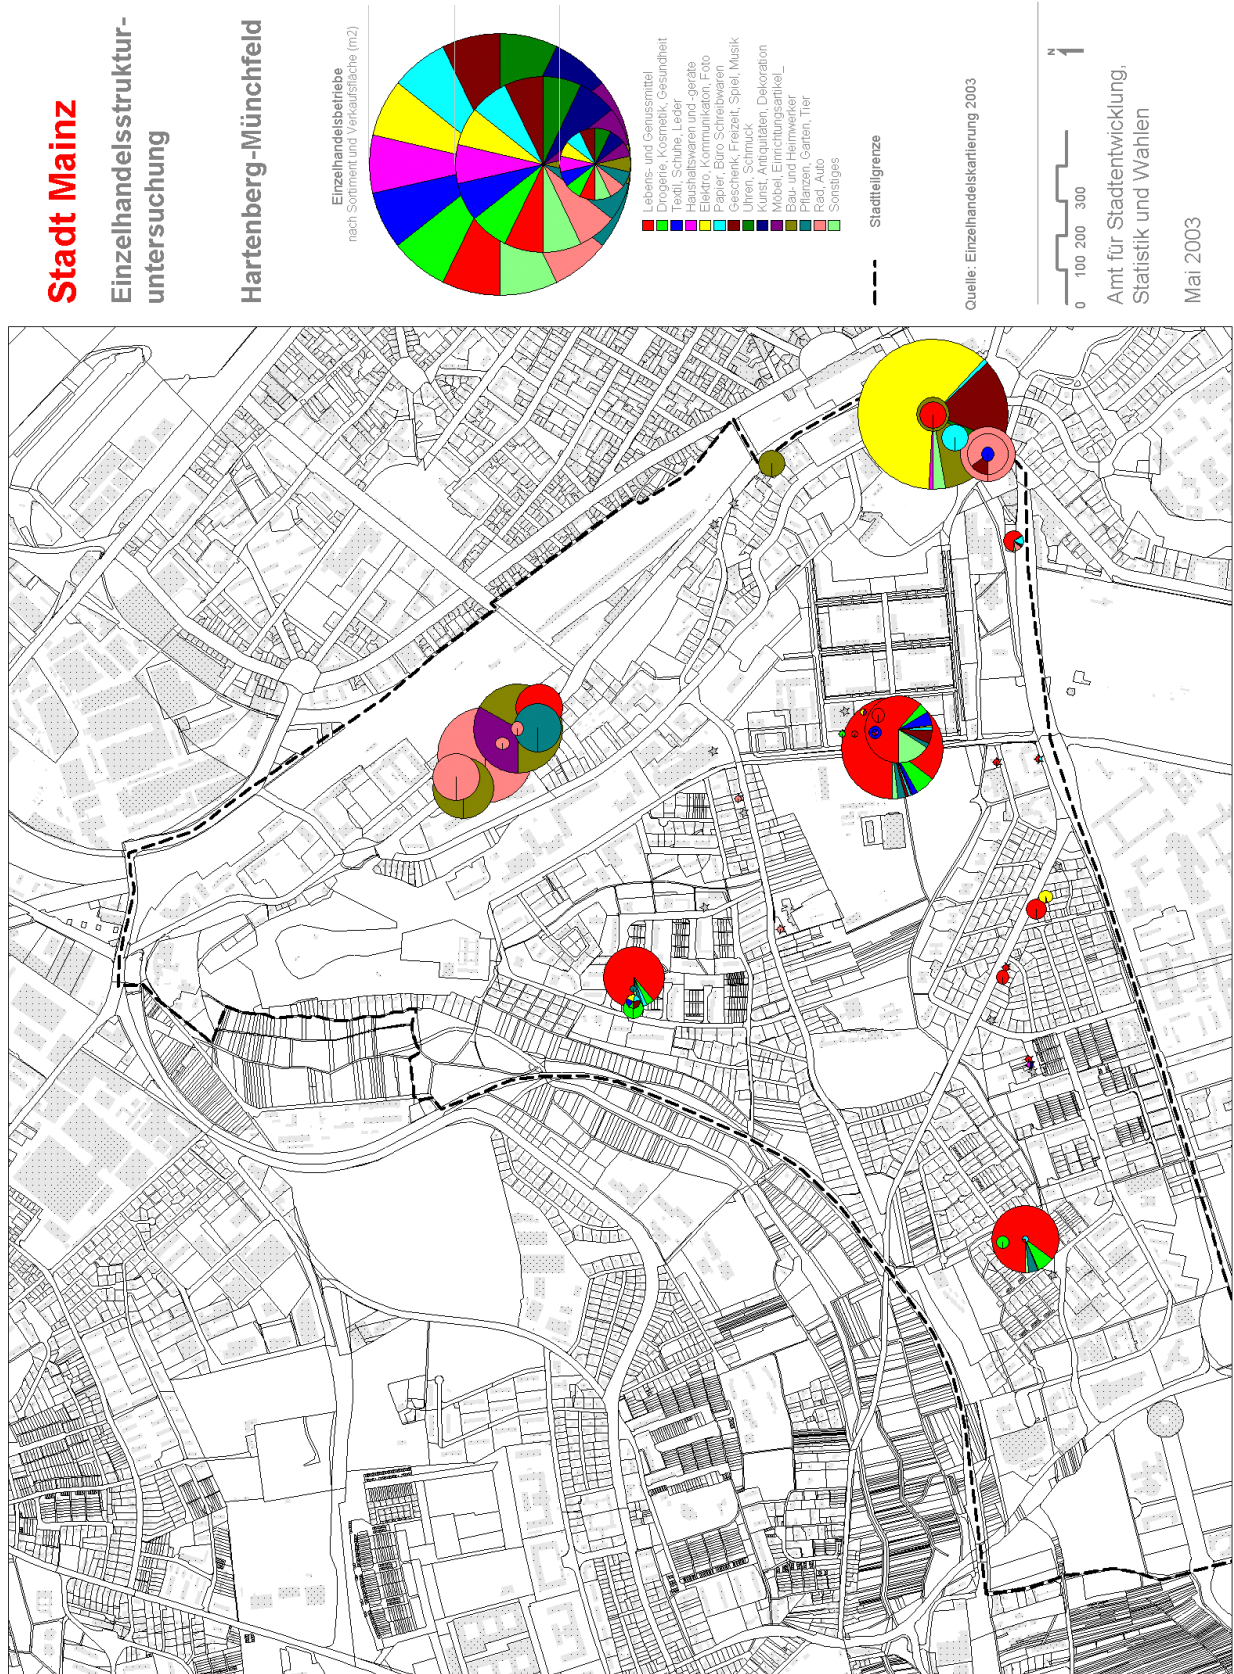 Stadt Mainz
Einzelhandelsstruktur-
untersuchung
Hartenberg-Münchfeld
Einzelhandelsbetriebe
nach Sortiment und Verkaufsfläche (m2)
Lebens- und Genussmittel
Drogerie, Kosmetik, Gesundheit
Textil, Schuhe, Leder
Haushaltswaren und -geräte
Elektro, Kommunikaton, Foto
Papier, Büro Schreibwaren
Geschenk, Freizeit, Spiel, Musik
Uhren, Schmuck
Kunst, Antiquitäten, Dekoration
Möbel, Einrichtungsartikel_
Bau- und Heimwerker
Pflanzen, Garten, Tier
Rad, Auto
Sonstiges
Stadtteilgrenze
Quelle: Einzelhandelskartierung 2003
0 100 200 300
N
Amt für Stadtentwicklung,
Statistik und Wahlen
Mai 2003